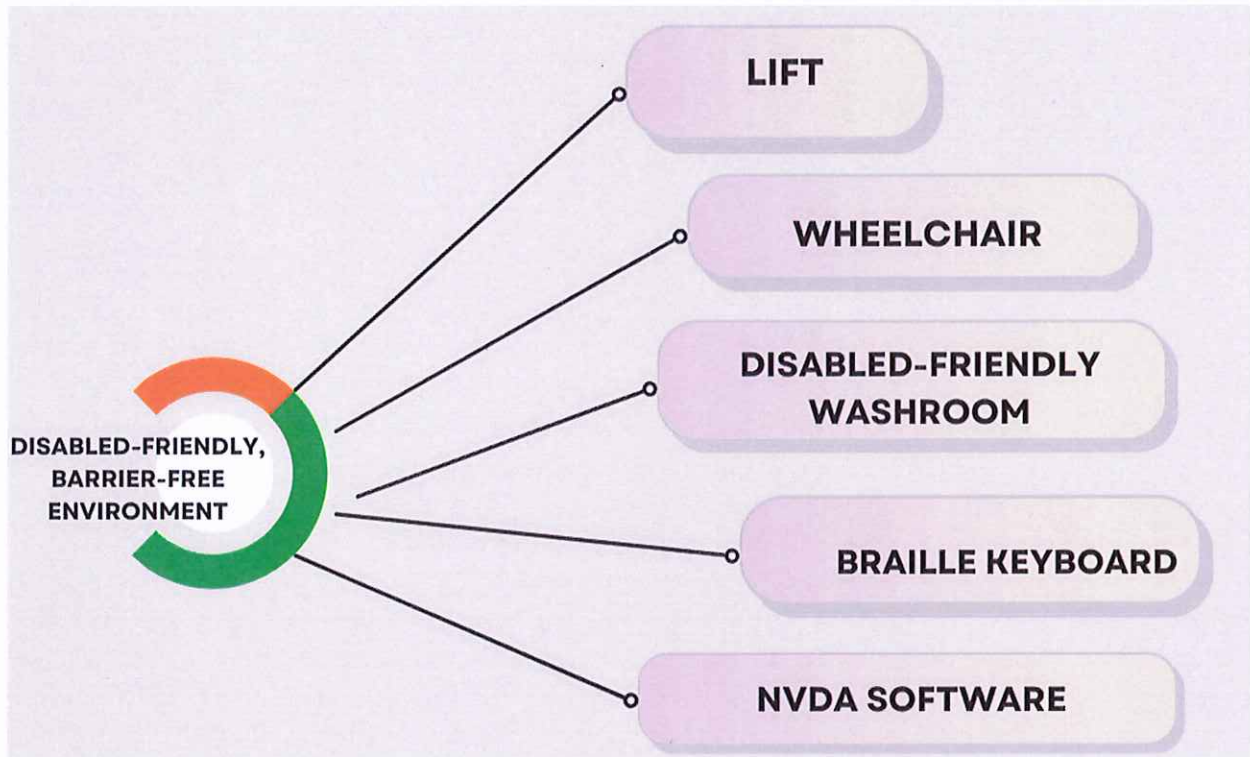 LIFT
WHEELCHAIR
DISABLED-FRIENDLY
WASHROOM
DISABLED-FRIENDLY,
BARRIER-FREE
ENVIRONMENT
BRAILLE KEYBOARD
NVDA SOFTWARE